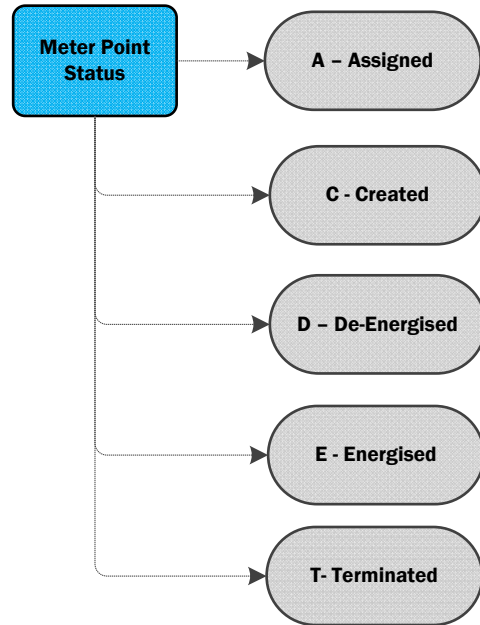 Meter Point
Status
A – Assigned
C - Created
D – De-Energised
E - Energised
T- Terminated